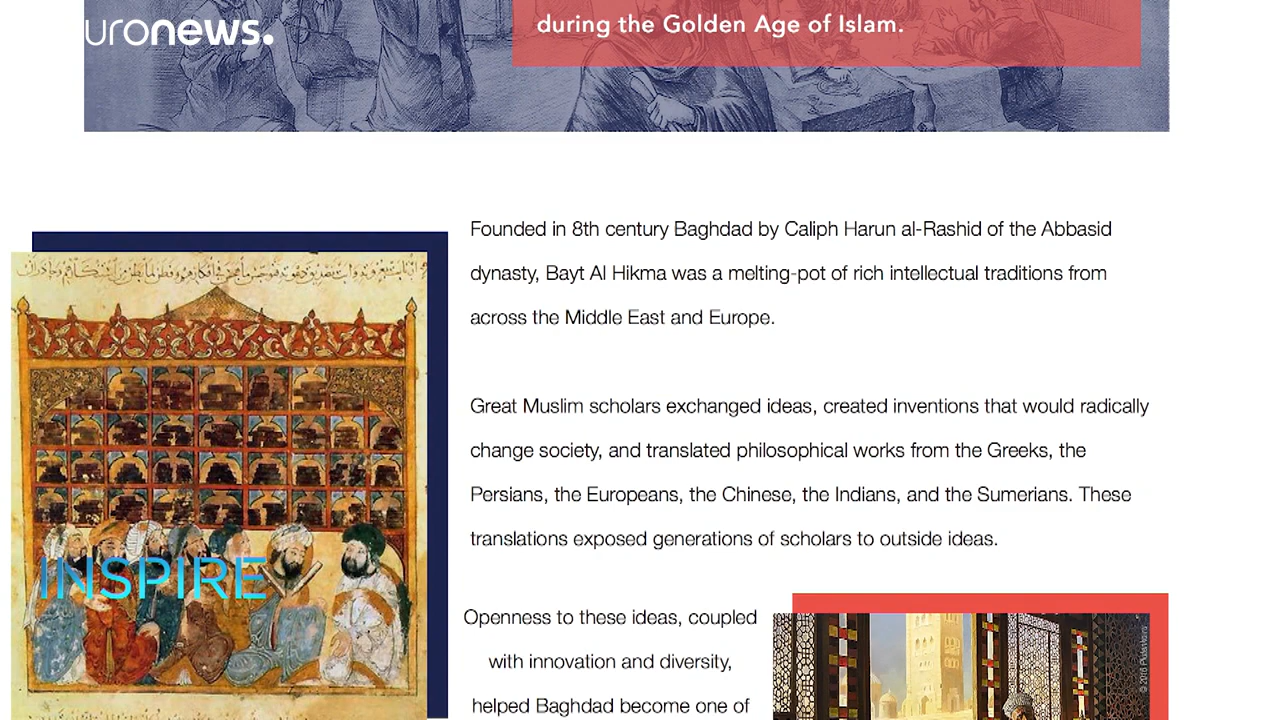 uronews.
during the Golden Age of Islam.
Founded in 8th century Baghdad by Caliph Harun al-Rashid of the Abbasid
dynasty, Bayt Al Hikma was a melting-pot of rich intellectual traditions from
across the Middle East and Europe.
Great Muslim scholars exchanged ideas, created inventions that would radically
change society, and translated philosophical works from the Greeks, the
Persians, the Europeans, the Chinese, the Indians, and the Sumerians. These
translations exposed generations of scholars to outside ideas.
INSPIRE
Openness to these ideas, coupled
with innovation and diversity,
helped Baghdad become one of
© 2016